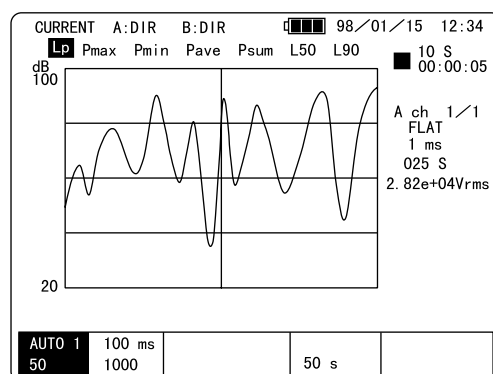 CURRENT A:DIR B:DIR 98/01/15 12:34
Lp Pmax Pmin Pave Psum L50 L90
dB
100
20
10 S
00:00:05
A ch 1/1
FLAT
1 ms
025 S
2.82e+04Vrms
AUTO 1 100 ms
50 1000 50 s